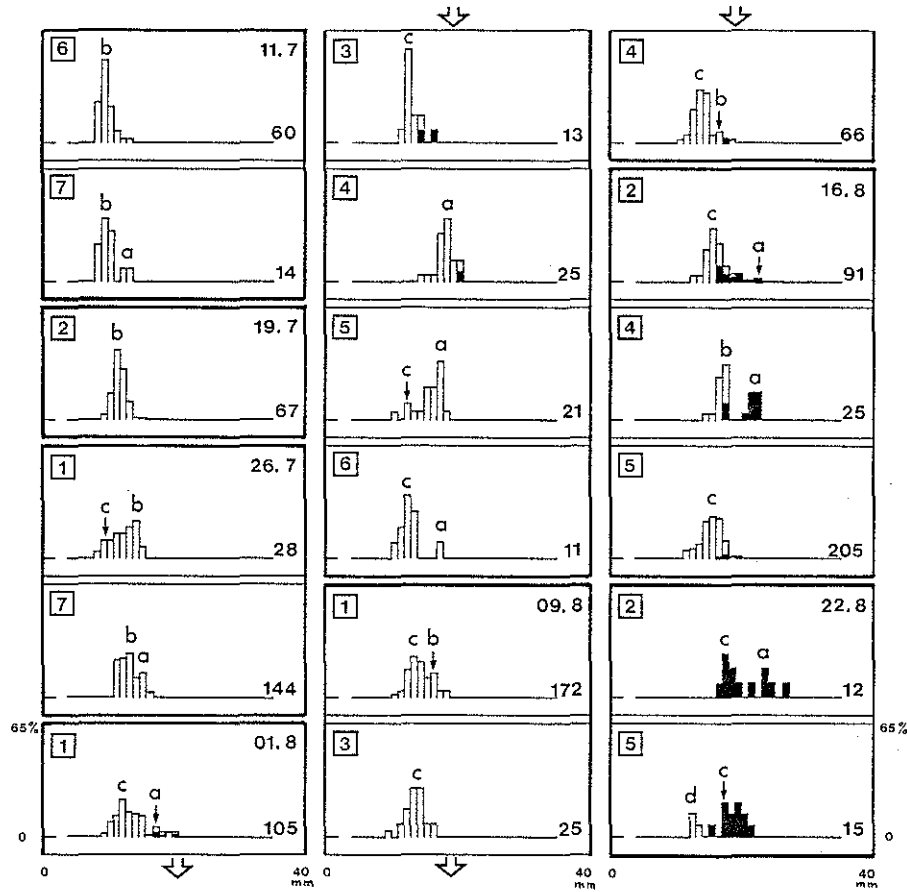 6 b 11.7
60
7 b a
14
2 b 19.7
67
1 c b 26.7
28
7 b a
144
65%
1 c a 01.8
0 105
0 40
mm
3 c
13
4 a
25
5 c a
21
6 c a
11
1 c b 09.8
172
3 c
25
0 40
mm
4 c b
66
2 c a 16.8
91
4 b a
25
5 c
205
2 c a 22.8
12
65%
5 d c
15 0
0 40
mm